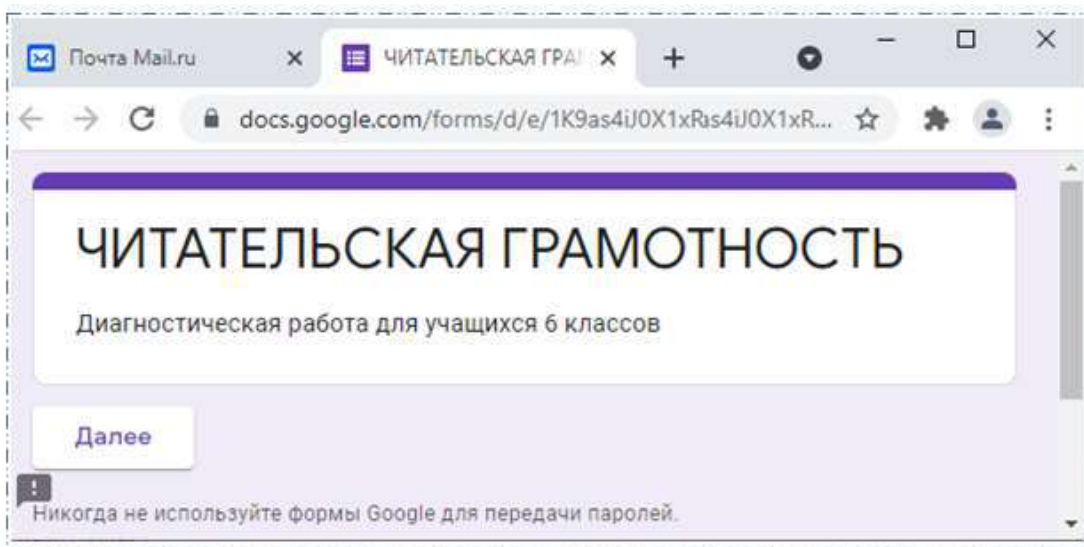 Почта Mail.ru
ЧИТАТЕЛЬСКАЯ ГРА
docs.google.com/forms/d/e/1K9as4iJ0X1xRas4iJ0X1xR...
ЧИТАТЕЛЬСКАЯ ГРАМОТНОСТЬ
Диагностическая работа для учащихся 6 классов
Далее
Никогда не используйте формы Google для передачи паролей.